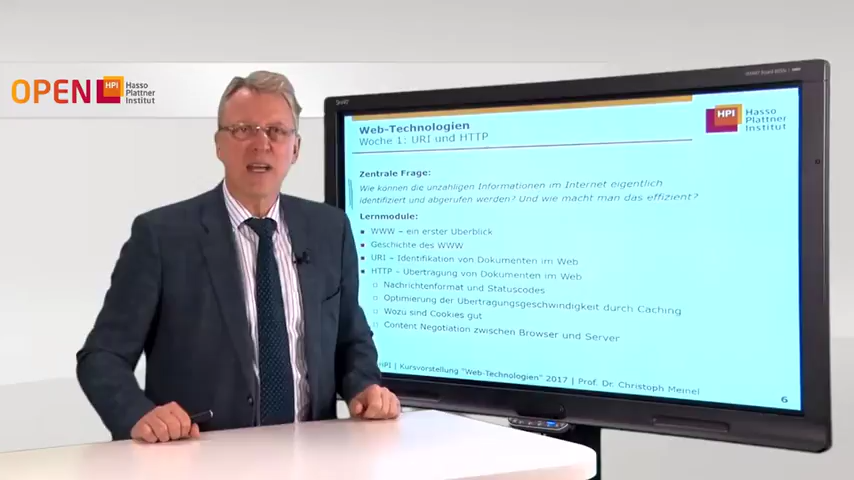 OPEN HPI Hasso
Plattner
Institut
Web-Technologien
Woche 1: URI und HTTP
HPI Hasso
Plattner
Institut
Zentrale Frage:
Wie können die unzähligen Informationen im Internet eigentlich
identifiziert und abgerufen werden? Und wie macht man das effizient?
Lernmodule:
WWW – ein erster Überblick
Geschichte des WWW
URI – Identifikation von Dokumenten im Web
HTTP – Übertragung von Dokumenten im Web
Nachrichtenformat und Statuscodes
Optimierung der Übertragungsgeschwindigkeit durch Caching
Wozu sind Cookies gut
Content Negotiation zwischen Browser und Server
HPI | Kursvorstellung "Web-Technologien" 2017 | Prof. Dr. Christoph Meinel
6